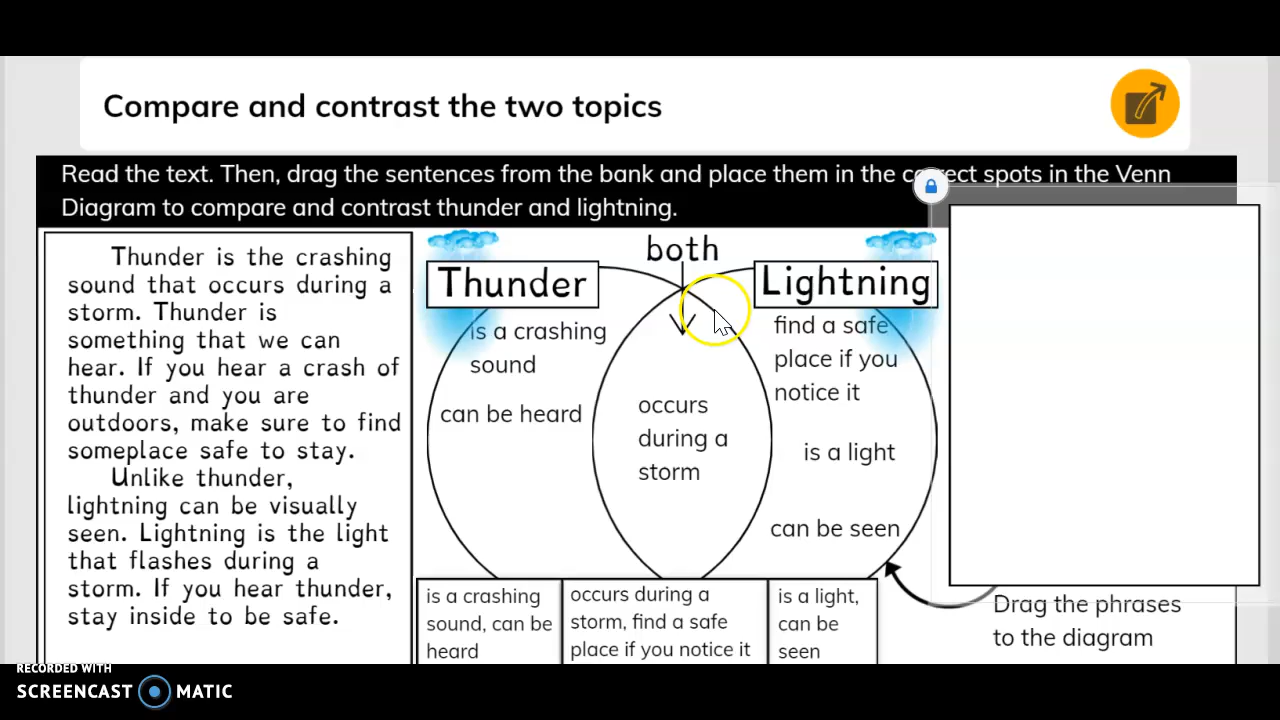 Compare and contrast the two topics
Read the text. Then, drag the sentences from the bank and place them in the correct spots in the Venn
Diagram to compare and contrast thunder and lightning.
Thunder is the crashing
sound that occurs during a
storm. Thunder is
something that we can
hear. If you hear a crash of
thunder and you are
outdoors, make sure to find
someplace safe to stay.
Unlike thunder,
lightning can be visually
seen. Lightning is the light
that flashes during a
storm. If you hear thunder,
stay inside to be safe.
both
Thunder
Lightning
is a crashing
sound
can be heard
occurs
during a
storm
find a safe
place if you
notice it
is a light
can be seen
is a crashing
sound, can be
heard
occurs during a
storm, find a safe
place if you notice it
is a light,
can be
seen
Drag the phrases
to the diagram
RECORDED WITH
SCREENCAST MATIC